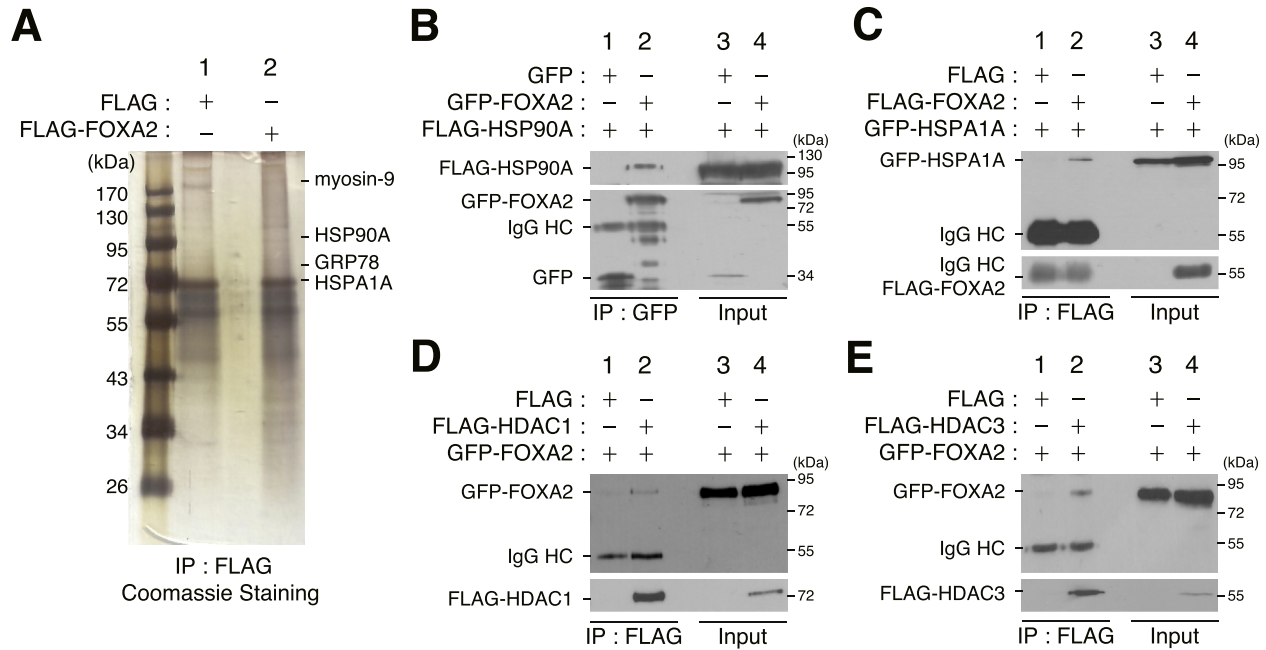 A
1 2
FLAG : + –
FLAG-FOXA2 : – +
(kDa)
170
130
95
72
55
43
34
26
myosin-9
HSP90A
GRP78
HSPA1A
IP : FLAG
Coomassie Staining
B
1 2 3 4
GFP : + – + –
GFP-FOXA2 : – + – +
FLAG-HSP90A : + + + +
(kDa)
FLAG-HSP90A
130
95
GFP-FOXA2
95
72
IgG HC
55
GFP
34
IP : GFP Input
C
1 2 3 4
FLAG : + – + –
FLAG-FOXA2 : – + – +
GFP-HSPA1A : + + + +
(kDa)
GFP-HSPA1A
95
72
IgG HC
55
IgG HC
FLAG-FOXA2
55
IP : FLAG Input
D
1 2 3 4
FLAG : + – + –
FLAG-HDAC1 : – + – +
GFP-FOXA2 : + + + +
(kDa)
GFP-FOXA2
95
72
IgG HC
55
FLAG-HDAC1
72
IP : FLAG Input
E
1 2 3 4
FLAG : + – + –
FLAG-HDAC3 : – + – +
GFP-FOXA2 : + + + +
(kDa)
GFP-FOXA2
95
72
IgG HC
55
FLAG-HDAC3
55
IP : FLAG Input